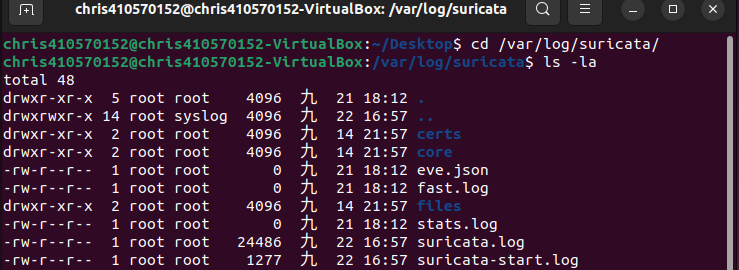 chris410570152@chris410570152-VirtualBox: /var/log/suricata
chris410570152@chris410570152-VirtualBox:~/Desktop$ cd /var/log/suricata/
chris410570152@chris410570152-VirtualBox:/var/log/suricata$ ls -la
total 48
drwxr-xr-x  5 root root    4096  九  21 18:12 .
drwxrwxr-x 14 root syslog  4096  九  22 16:57 ..
drwxr-xr-x  2 root root    4096  九  14 21:57 certs
drwxr-xr-x  2 root root    4096  九  14 21:57 core
-rw-r--r--  1 root root       0  九  21 18:12 eve.json
-rw-r--r--  1 root root       0  九  21 18:12 fast.log
drwxr-xr-x  2 root root    4096  九  14 21:57 files
-rw-r--r--  1 root root       0  九  21 18:12 stats.log
-rw-r--r--  1 root root   24486  九  22 16:57 suricata.log
-rw-r--r--  1 root root    1277  九  22 16:57 suricata-start.log